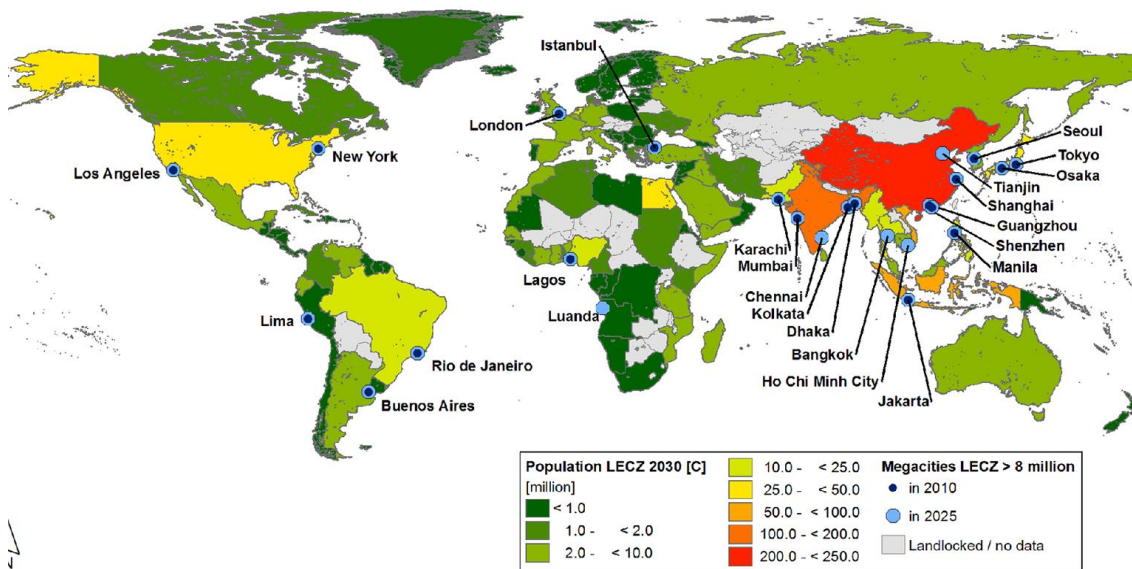 Istanbul
London
New York
Los Angeles
Seoul
Tokyo
Osaka
Tianjin
Shanghai
Guangzhou
Shenzhen
Manila
Karachi
Mumbai
Chennai
Kolkata
Dhaka
Bangkok
Ho Chi Minh City
Jakarta
Lagos
Luanda
Lima
Rio de Janeiro
Buenos Aires
Population LECZ 2030 [C]
[million]
< 1.0
1.0 - < 2.0
2.0 - < 10.0
10.0 - < 25.0
25.0 - < 50.0
50.0 - < 100.0
100.0 - < 200.0
200.0 - < 250.0
Megacities LECZ > 8 million
in 2010
in 2025
Landlocked / no data